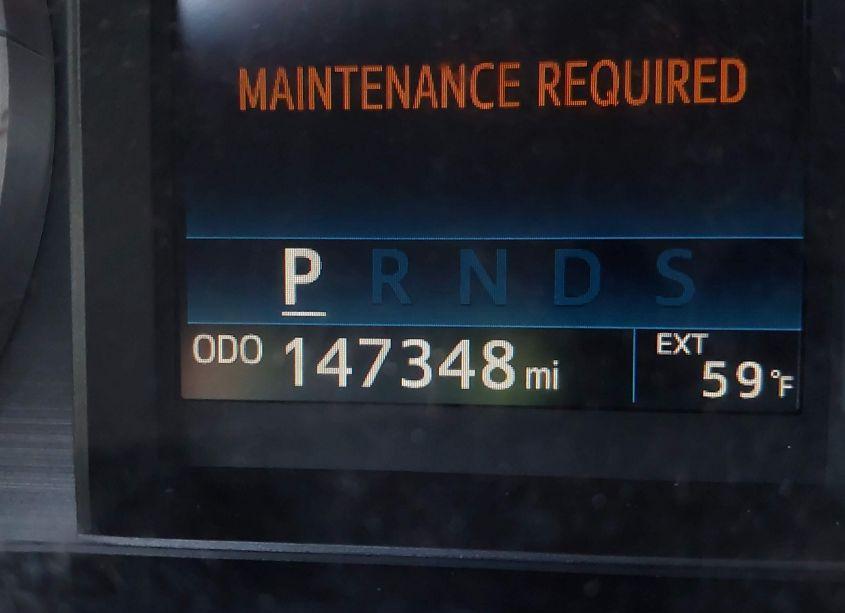 MAINTENANCE REQUIRED
P R N D S
ODO 147348 mi EXT 59°F